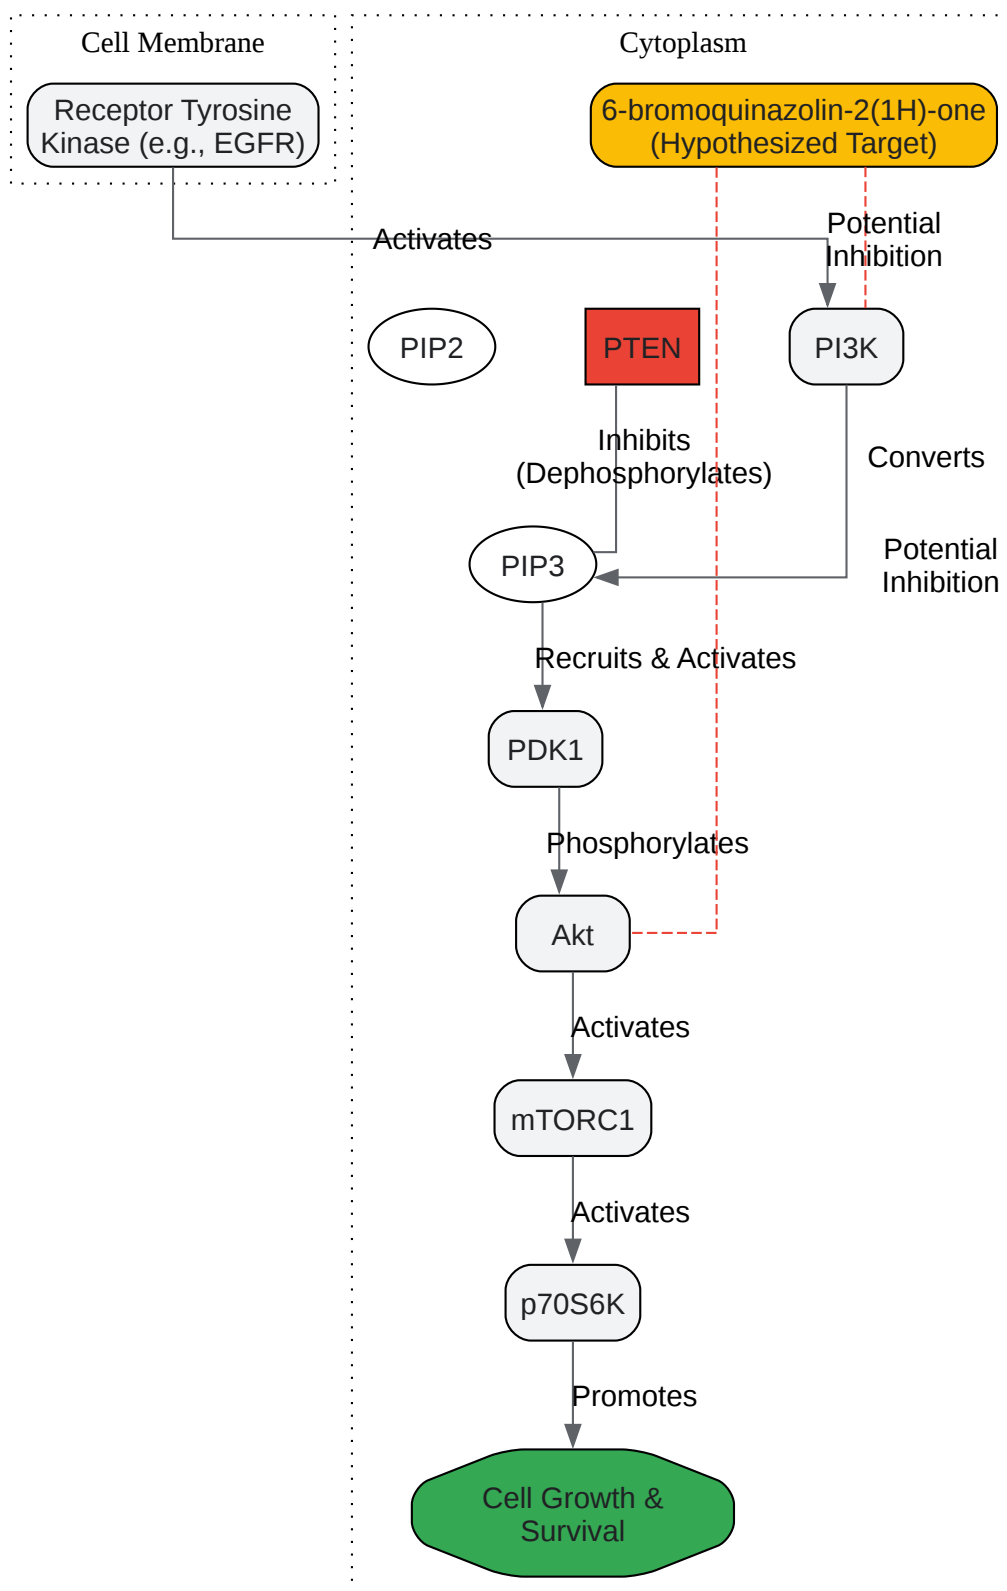 Cell Membrane
Cytoplasm
Receptor Tyrosine
Kinase (e.g., EGFR)
6-bromoquinazolin-2(1H)-one
(Hypothesized Target)
Activates
Potential
Inhibition
PIP2
PTEN
PI3K
Inhibits
(Dephosphorylates)
Converts
Potential
Inhibition
PIP3
Recruits & Activates
PDK1
Phosphorylates
Akt
Activates
mTORC1
Activates
p70S6K
Promotes
Cell Growth &
Survival